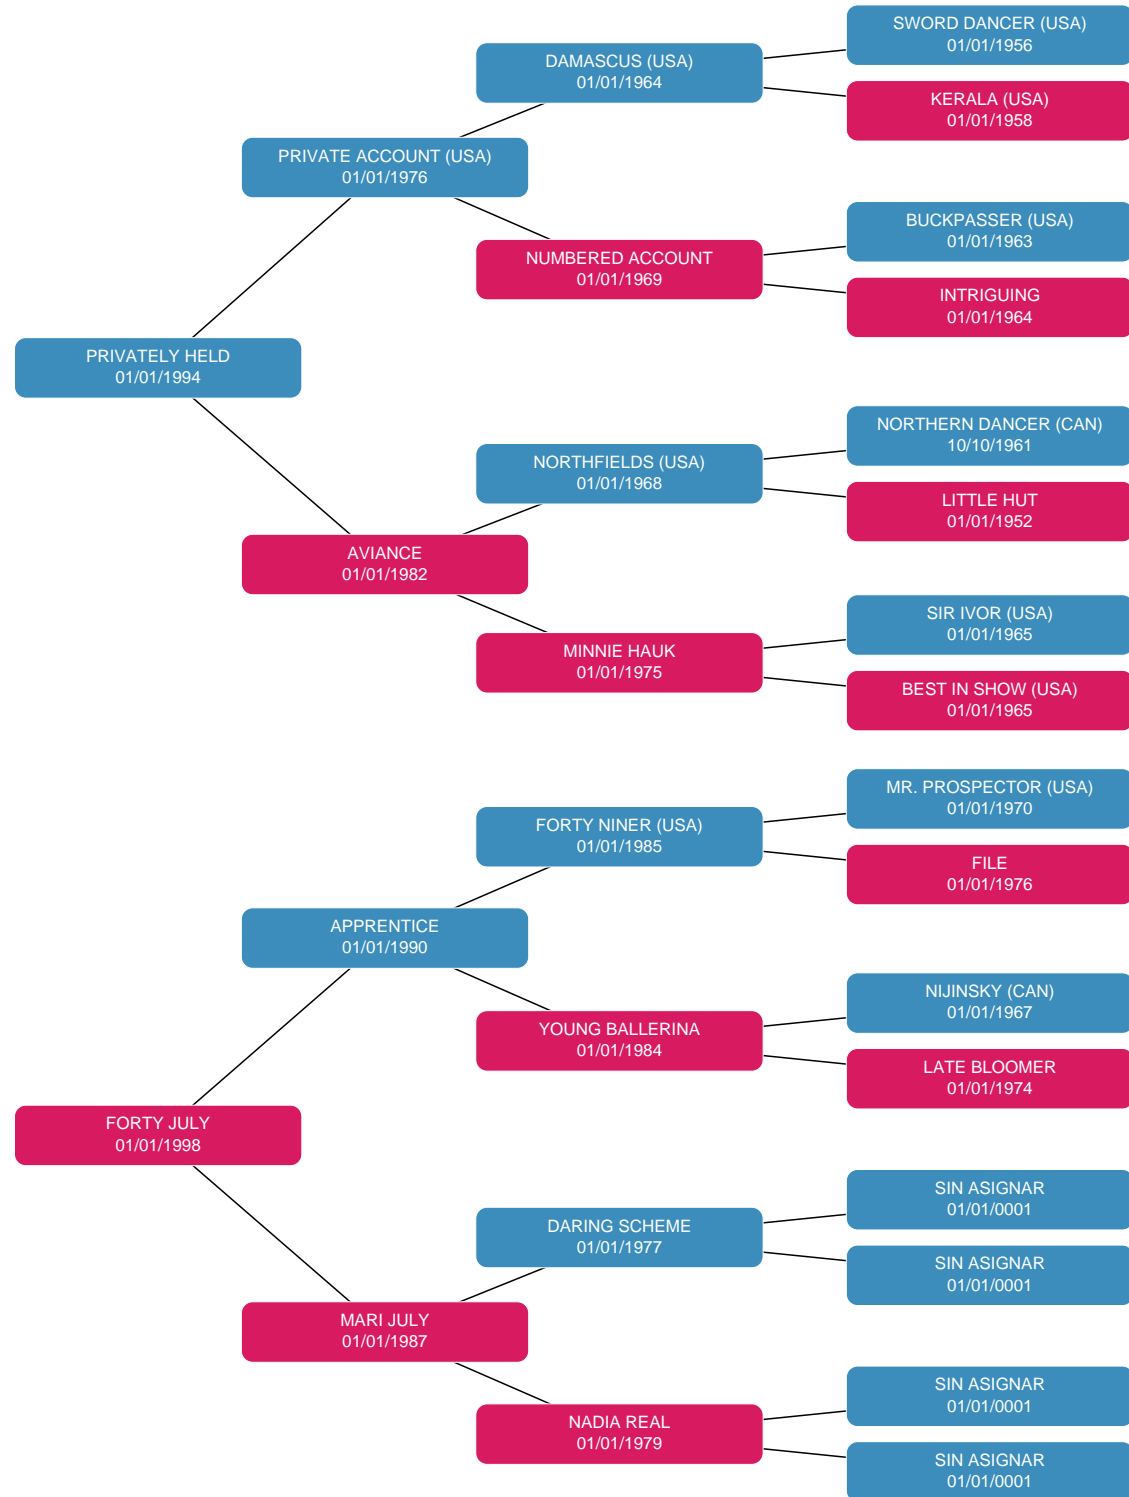 SWORD DANCER (USA)
01/01/1956
DAMASCUS (USA)
01/01/1964
KERALA (USA)
01/01/1958
PRIVATE ACCOUNT (USA)
01/01/1976
BUCKPASSER (USA)
01/01/1963
NUMBERED ACCOUNT
01/01/1969
INTRIGUING
01/01/1964
PRIVATELY HELD
01/01/1994
NORTHERN DANCER (CAN)
10/10/1961
NORTHFIELDS (USA)
01/01/1968
LITTLE HUT
01/01/1952
AVIANCE
01/01/1982
SIR IVOR (USA)
01/01/1965
MINNIE HAUK
01/01/1975
BEST IN SHOW (USA)
01/01/1965
MR. PROSPECTOR (USA)
01/01/1970
FORTY NINER (USA)
01/01/1985
FILE
01/01/1976
APPRENTICE
01/01/1990
NIJINSKY (CAN)
01/01/1967
YOUNG BALLERINA
01/01/1984
LATE BLOOMER
01/01/1974
FORTY JULY
01/01/1998
SIN ASIGNAR
01/01/0001
DARING SCHEME
01/01/1977
SIN ASIGNAR
01/01/0001
MARI JULY
01/01/1987
SIN ASIGNAR
01/01/0001
NADIA REAL
01/01/1979
SIN ASIGNAR
01/01/0001